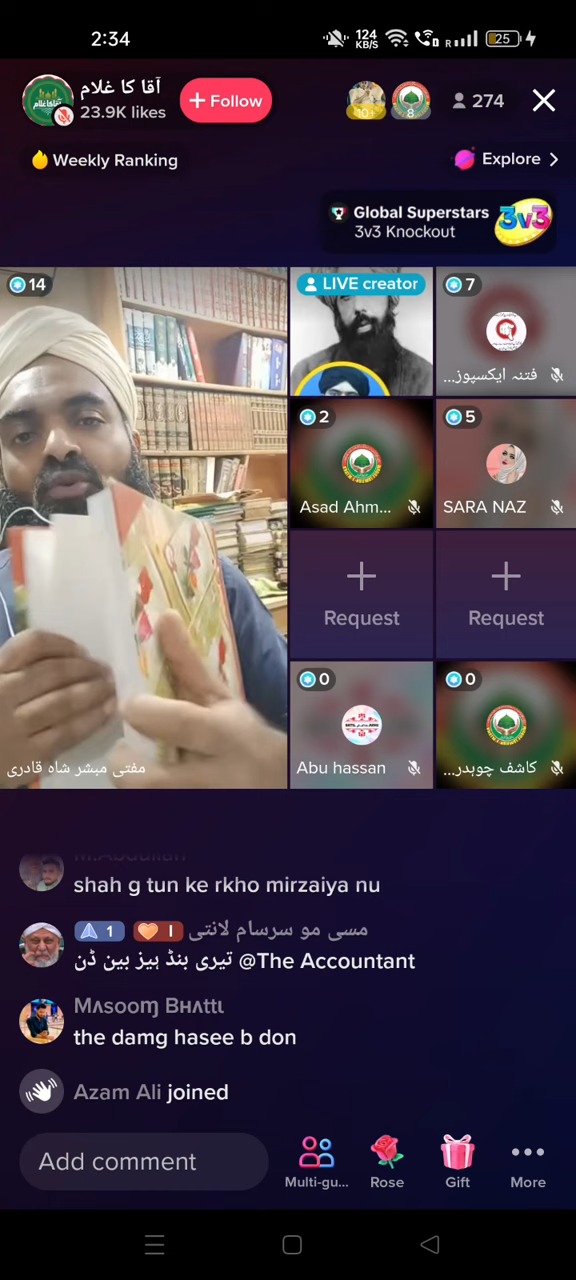 2:34
124
KB/S
R
25
آقا کا غلام
23.9K likes
+ Follow
10+
8
274
Weekly Ranking
Explore >
Global Superstars
3v3 Knockout
3v3
14
مفتی مبشر شاہ قادری
LIVE creator
7
فتنہ ایکسپوز...
2
Asad Ahm...
5
SARA NAZ
Request
Request
0
Abu hassan
0
کاشف چوہدر...
M.Abdullah
shah g tun ke rkho mirzaiya nu
1
I
مسی مو سرسام لانتی
تیری بنڈ ہیز بین ڈن @The Accountant
Mᴧsooɱ Bʜᴧttɩ
the damg hasee b don
Azam Ali joined
Add comment
Multi-gu...
Rose
Gift
More